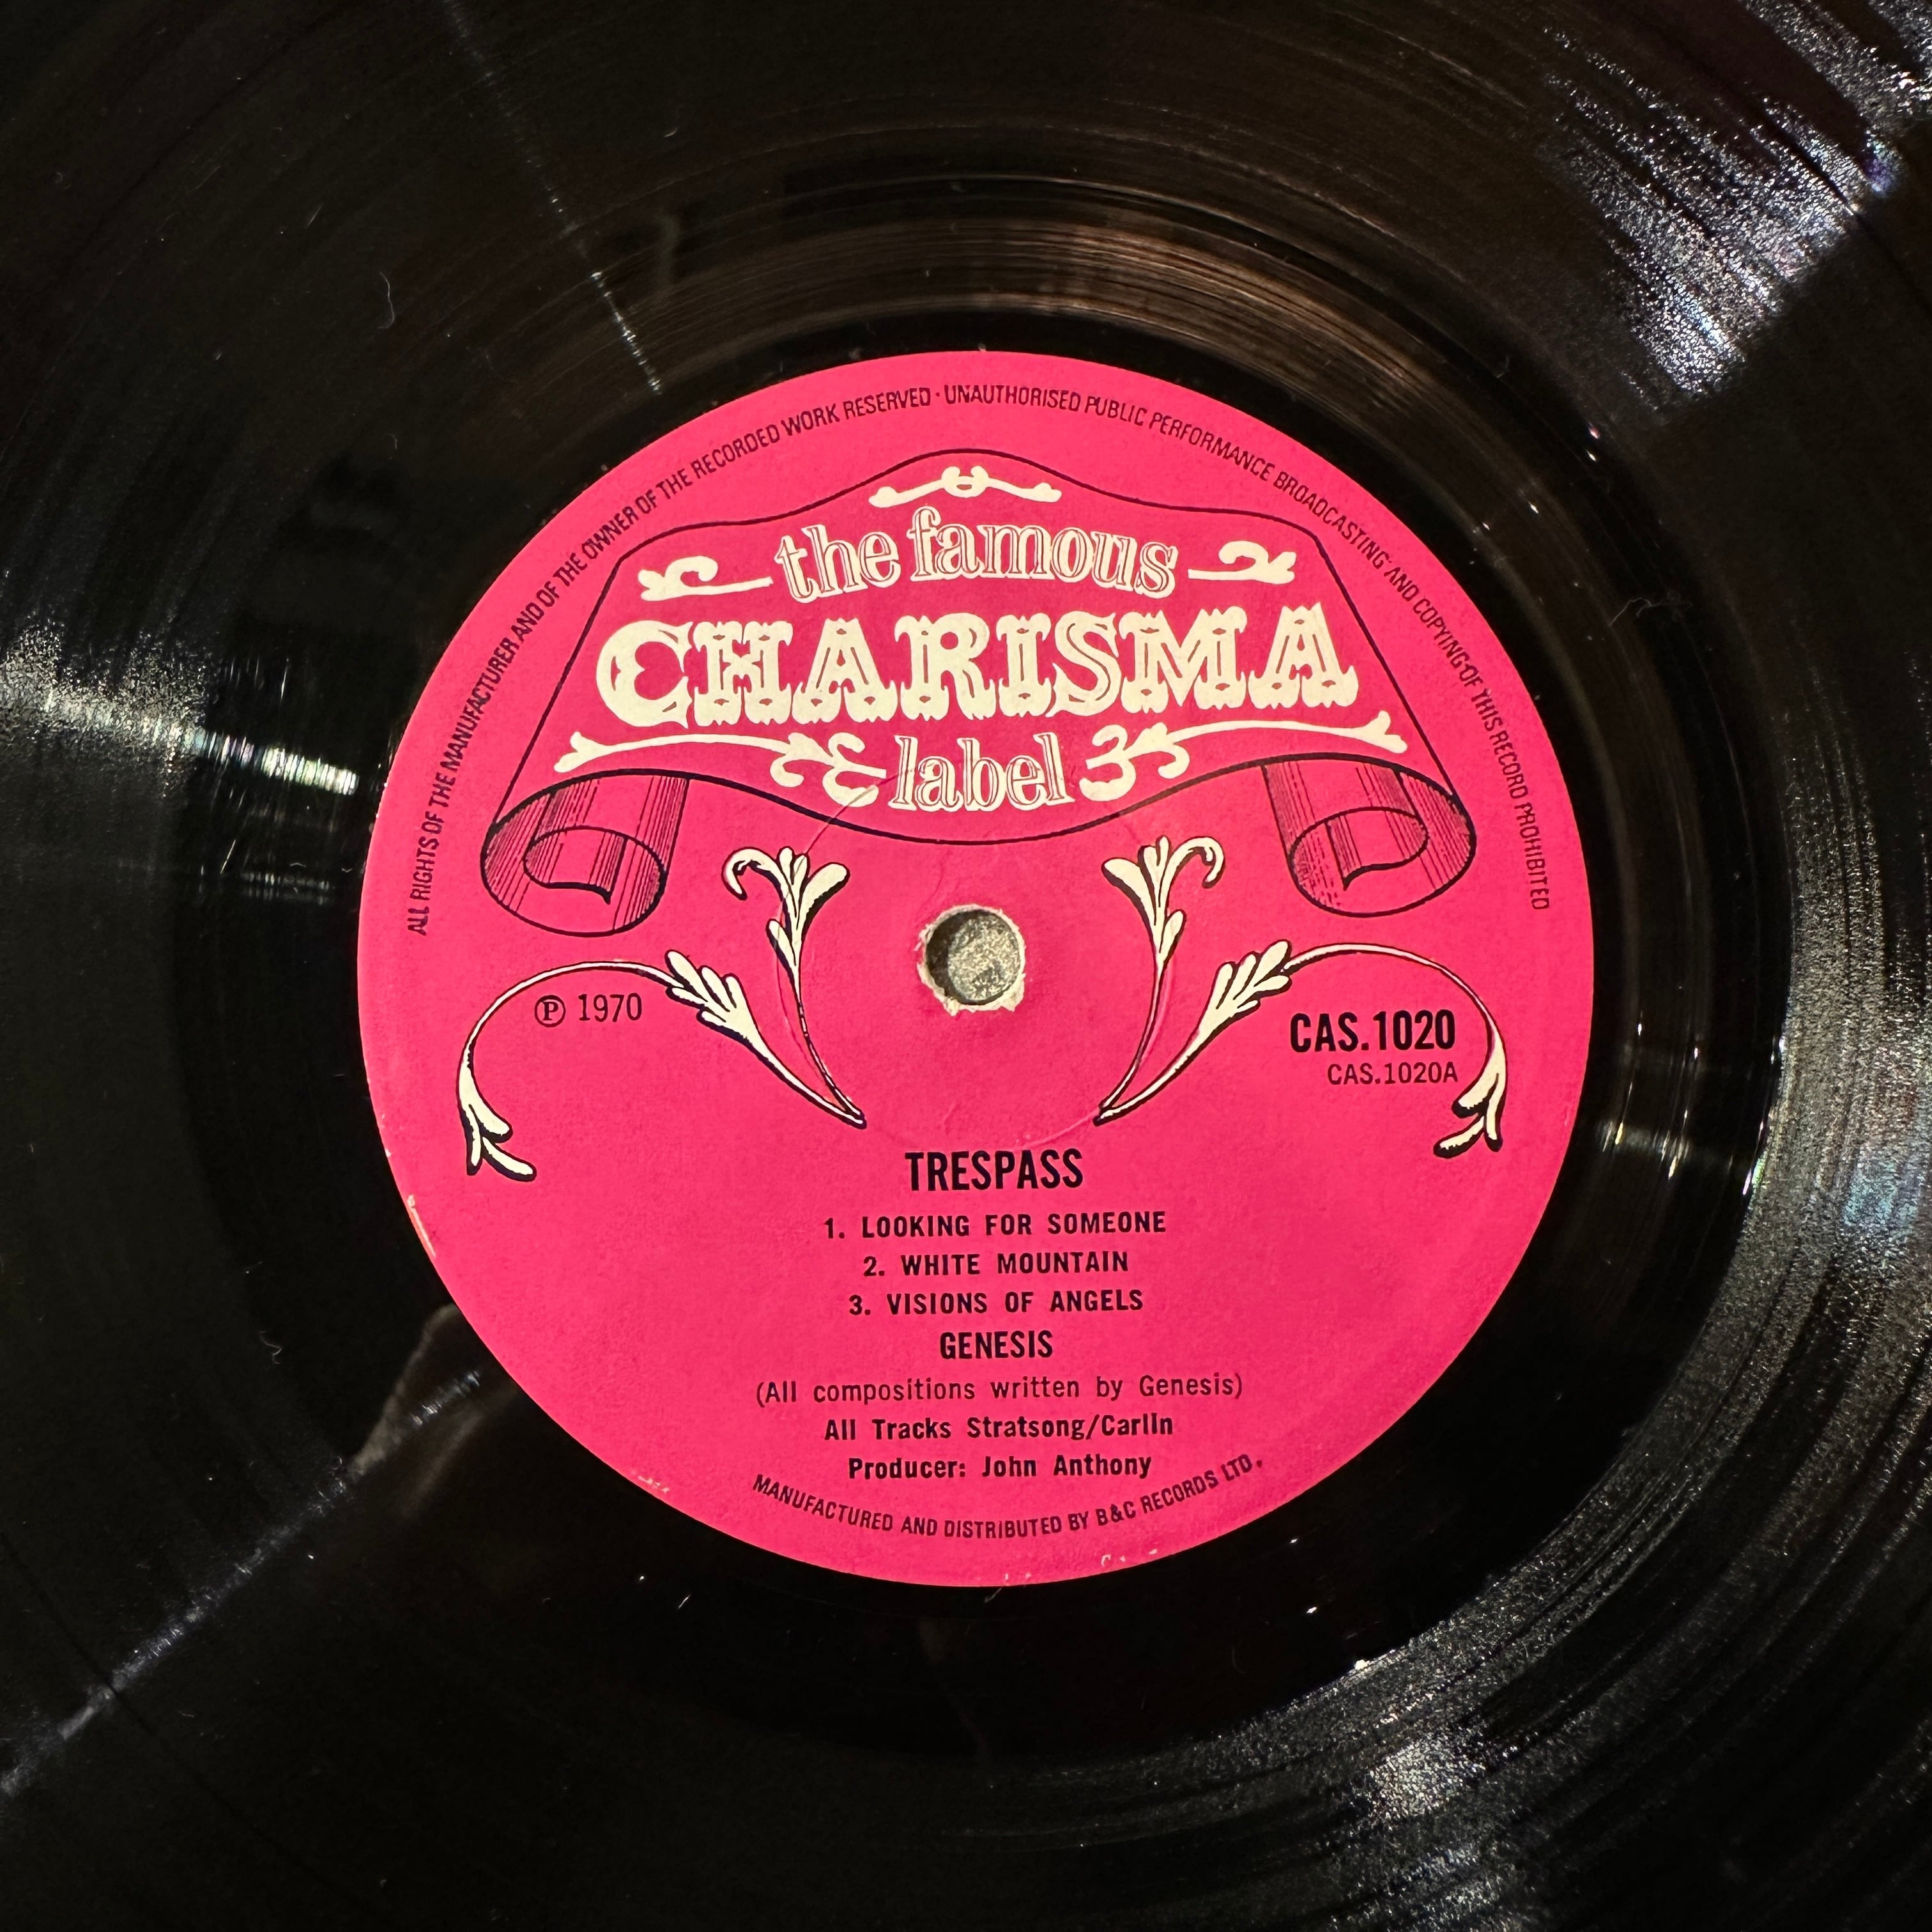 ALL RIGHTS OF THE MANUFACTURER AND OF THE OWNER OF THE RECORDED WORK RESERVED · UNAUTHORISED PUBLIC PERFORMANCE BROADCASTING AND COPYING OF THIS RECORD PROHIBITED
the famous
CHARISMA
label
℗ 1970
CAS.1020
CAS.1020A
TRESPASS
1. LOOKING FOR SOMEONE
2. WHITE MOUNTAIN
3. VISIONS OF ANGELS
GENESIS
(All compositions written by Genesis)
All Tracks Stratsong/Carlin
Producer: John Anthony
MANUFACTURED AND DISTRIBUTED BY B&C RECORDS LTD.